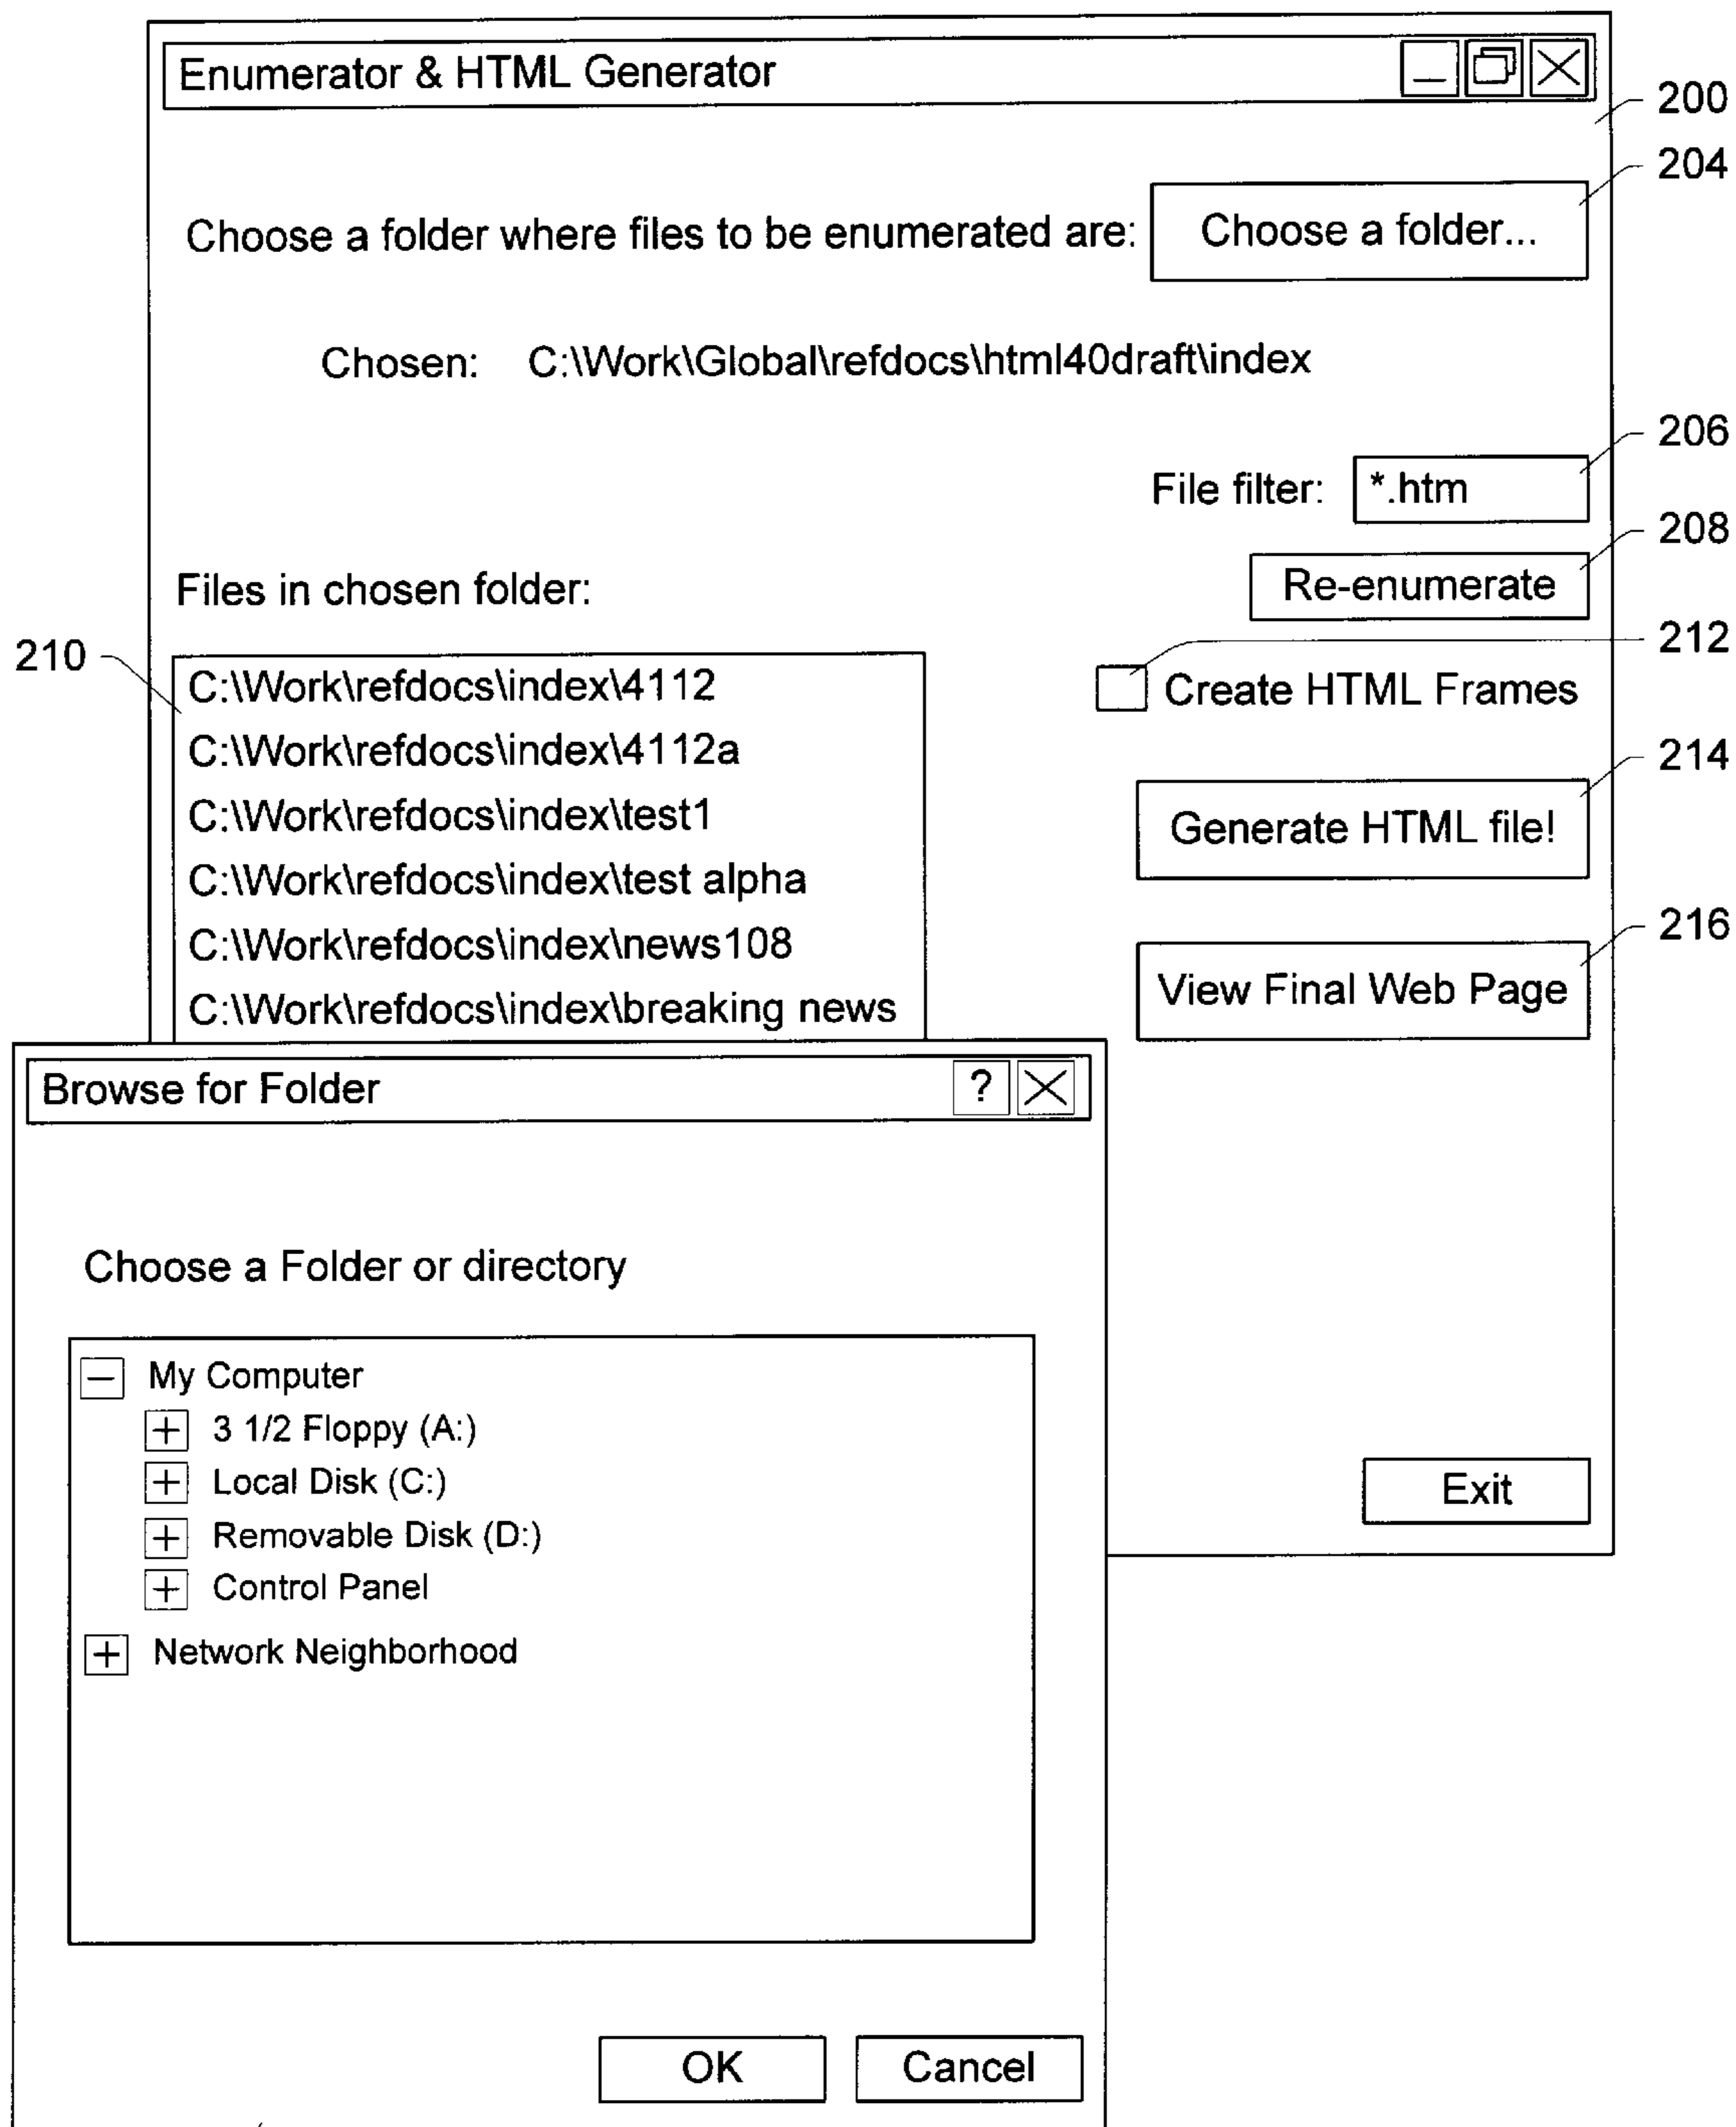 Enumerator & HTML Generator
200
204
Choose a folder where files to be enumerated are:
Choose a folder...
Chosen: C:\Work\Global\refdocs\html40draft\index
206
File filter: *.htm
208
Files in chosen folder:
Re-enumerate
210
212
C:\Work\refdocs\index\4112
Create HTML Frames
C:\Work\refdocs\index\4112a
214
C:\Work\refdocs\index\test1
Generate HTML file!
C:\Work\refdocs\index\test alpha
216
C:\Work\refdocs\index\news108
View Final Web Page
C:\Work\refdocs\index\breaking news
Browse for Folder
?
Choose a Folder or directory
My Computer
3 1/2 Floppy (A:)
Local Disk (C:)
Removable Disk (D:)
Control Panel
Network Neighborhood
Exit
OK
Cancel